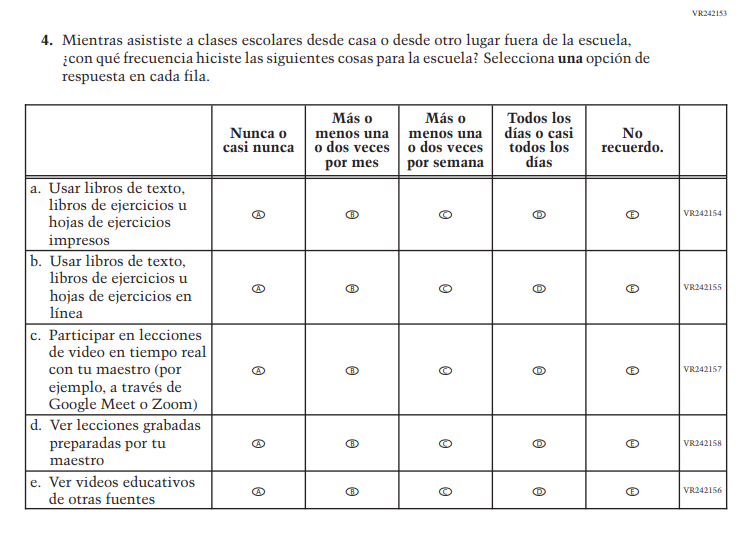 VR242153
4. Mientras asististe a clases escolares desde casa o desde otro lugar fuera de la escuela,
¿con qué frecuencia hiciste las siguientes cosas para la escuela? Selecciona una opción de
respuesta en cada fila.
Nunca o
casi nunca
Más o
menos una
o dos veces
por mes
Más o
menos una
o dos veces
por semana
Todos los
días o casi
todos los
días
No
recuerdo.
a. Usar libros de texto,
libros de ejercicios u
hojas de ejercicios
impresos
A B C D E VR242154
b. Usar libros de texto,
libros de ejercicios u
hojas de ejercicios en
línea
A B C D E VR242155
c. Participar en lecciones
de video en tiempo real
con tu maestro (por
ejemplo, a través de
Google Meet o Zoom)
A B C D E VR242157
d. Ver lecciones grabadas
preparadas por tu
maestro
A B C D E VR242158
e. Ver videos educativos
de otras fuentes
A B C D E VR242156